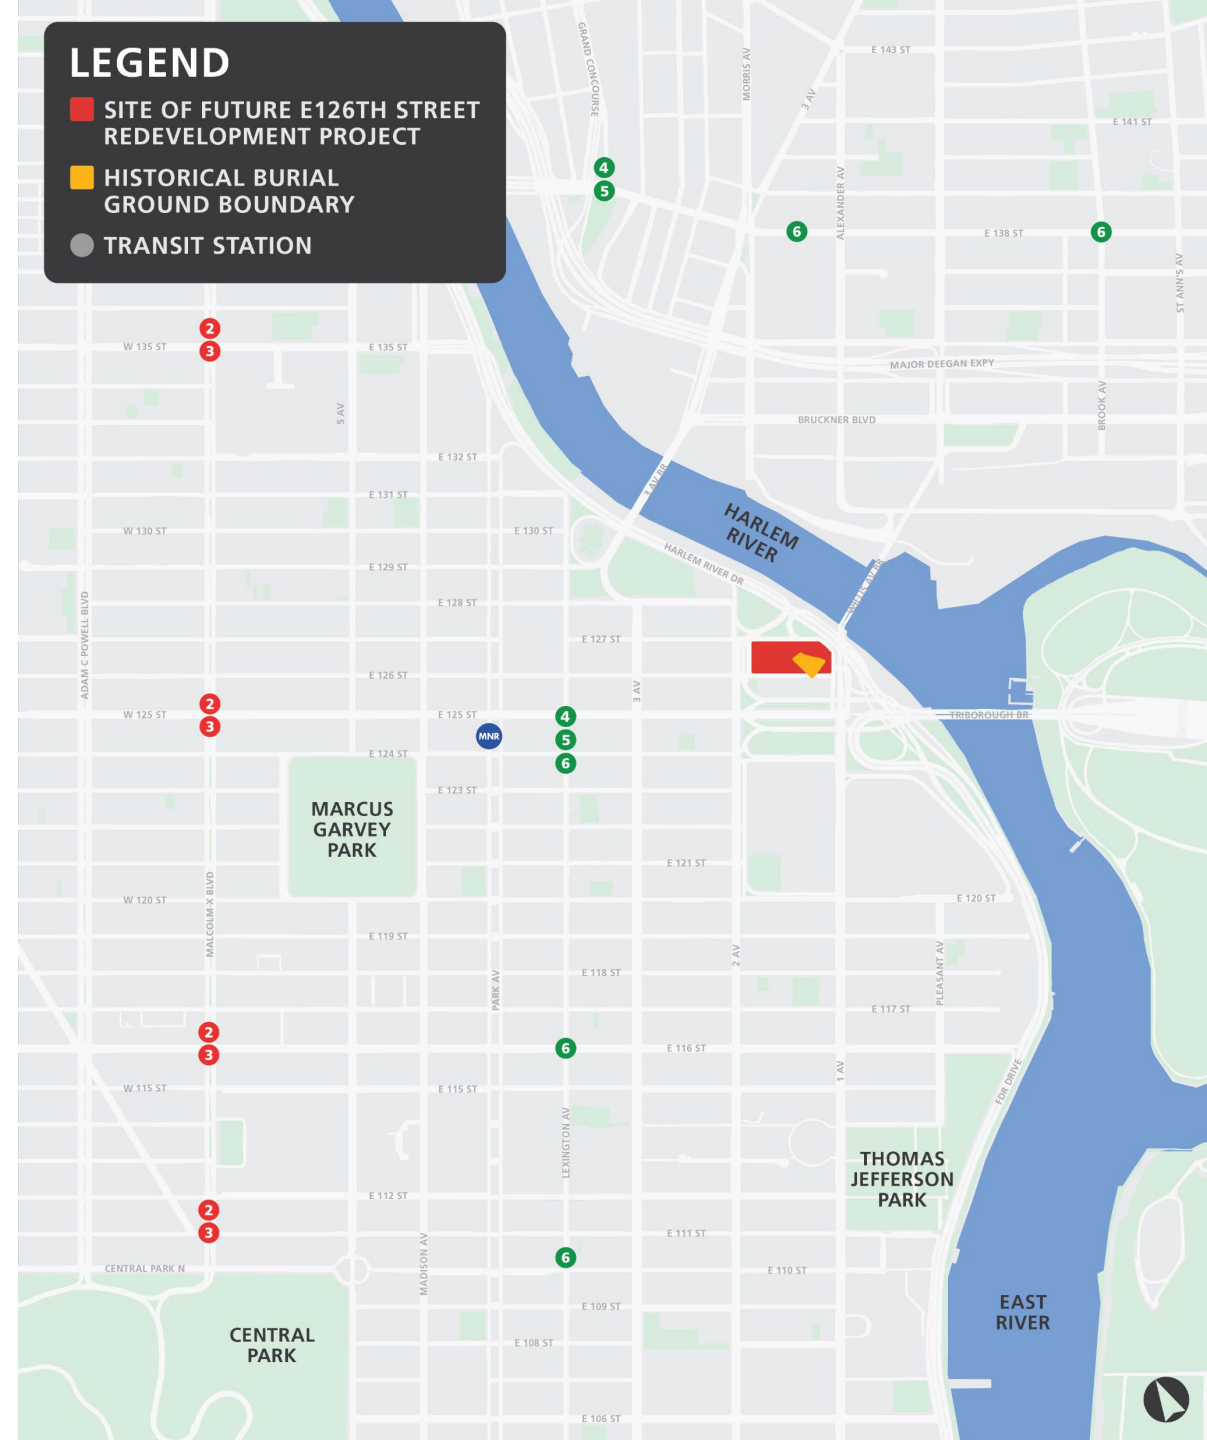 LEGEND
SITE OF FUTURE E126TH STREET
REDEVELOPMENT PROJECT
HISTORICAL BURIAL
GROUND BOUNDARY
TRANSIT STATION
GRAND CONCOURSE
MORRIS AV
3 AV
E 143 ST
E 141 ST
ALEXANDER AV
4
5
6
E 138 ST
6
ST ANN'S AV
2
3
W 135 ST
E 135 ST
MAJOR DEEGAN EXPY
5 AV
BRUCKNER BLVD
BROOK AV
E 132 ST
3 AV BR
E 131 ST
W 130 ST
E 130 ST
HARLEM
RIVER
HARLEM RIVER DR
E 129 ST
WILLIS AV BR
E 128 ST
ADAM C POWELL BLVD
E 127 ST
E 126 ST
3 AV
2
3
W 125 ST
E 125 ST
MNR
4
5
6
TRIBOROUGH BR
E 124 ST
E 123 ST
MARCUS
GARVEY
PARK
E 121 ST
W 120 ST
MALCOLM X BLVD
E 120 ST
E 119 ST
2 AV
PLEASANT AV
PARK AV
E 118 ST
E 117 ST
2
3
6
E 116 ST
1 AV
FDR DRIVE
W 115 ST
E 115 ST
LEXINGTON AV
THOMAS
JEFFERSON
PARK
E 112 ST
2
3
E 111 ST
MADISON AV
6
CENTRAL PARK N
E 110 ST
E 109 ST
EAST
RIVER
CENTRAL
PARK
E 108 ST
E 106 ST